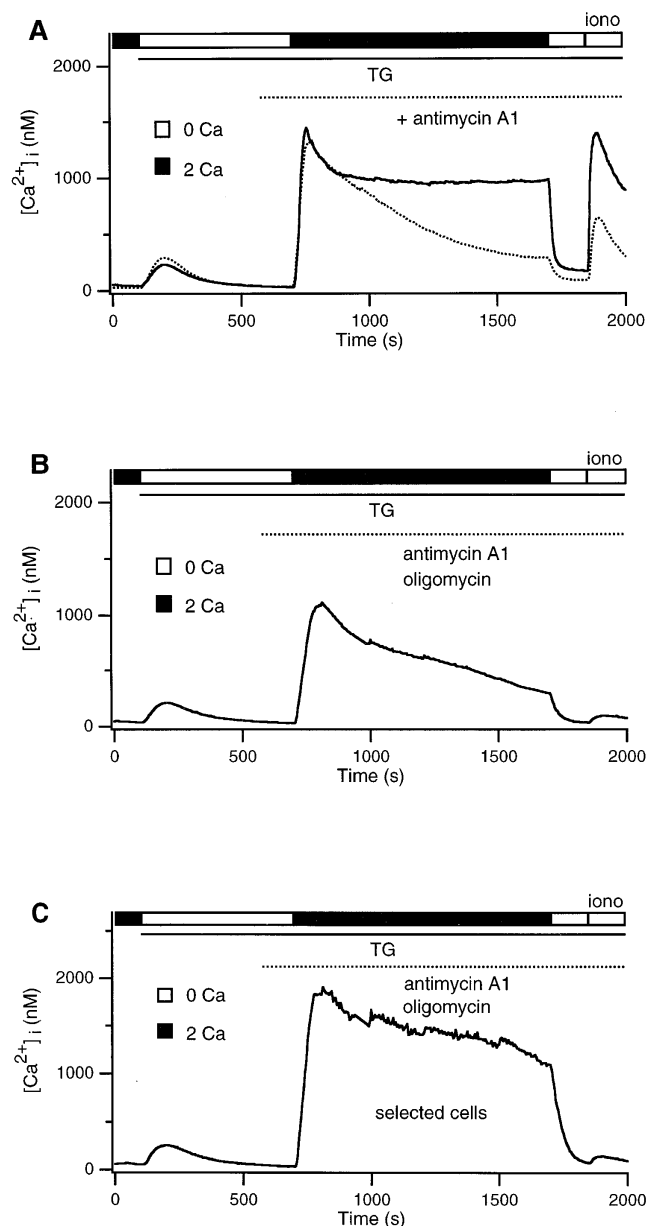 A
iono
2000
TG
+ antimycin A1
0 Ca
2 Ca
1000
0
[Ca2+] i (nM)
0 500 1000 1500 2000
Time (s)
B
iono
2000
TG
antimycin A1
oligomycin
0 Ca
2 Ca
1000
0
[Ca2+] i (nM)
0 500 1000 1500 2000
Time (s)
C
iono
TG
2000
antimycin A1
oligomycin
0 Ca
2 Ca
1000
selected cells
0
[Ca2+] i (nM)
0 500 1000 1500 2000
Time (s)